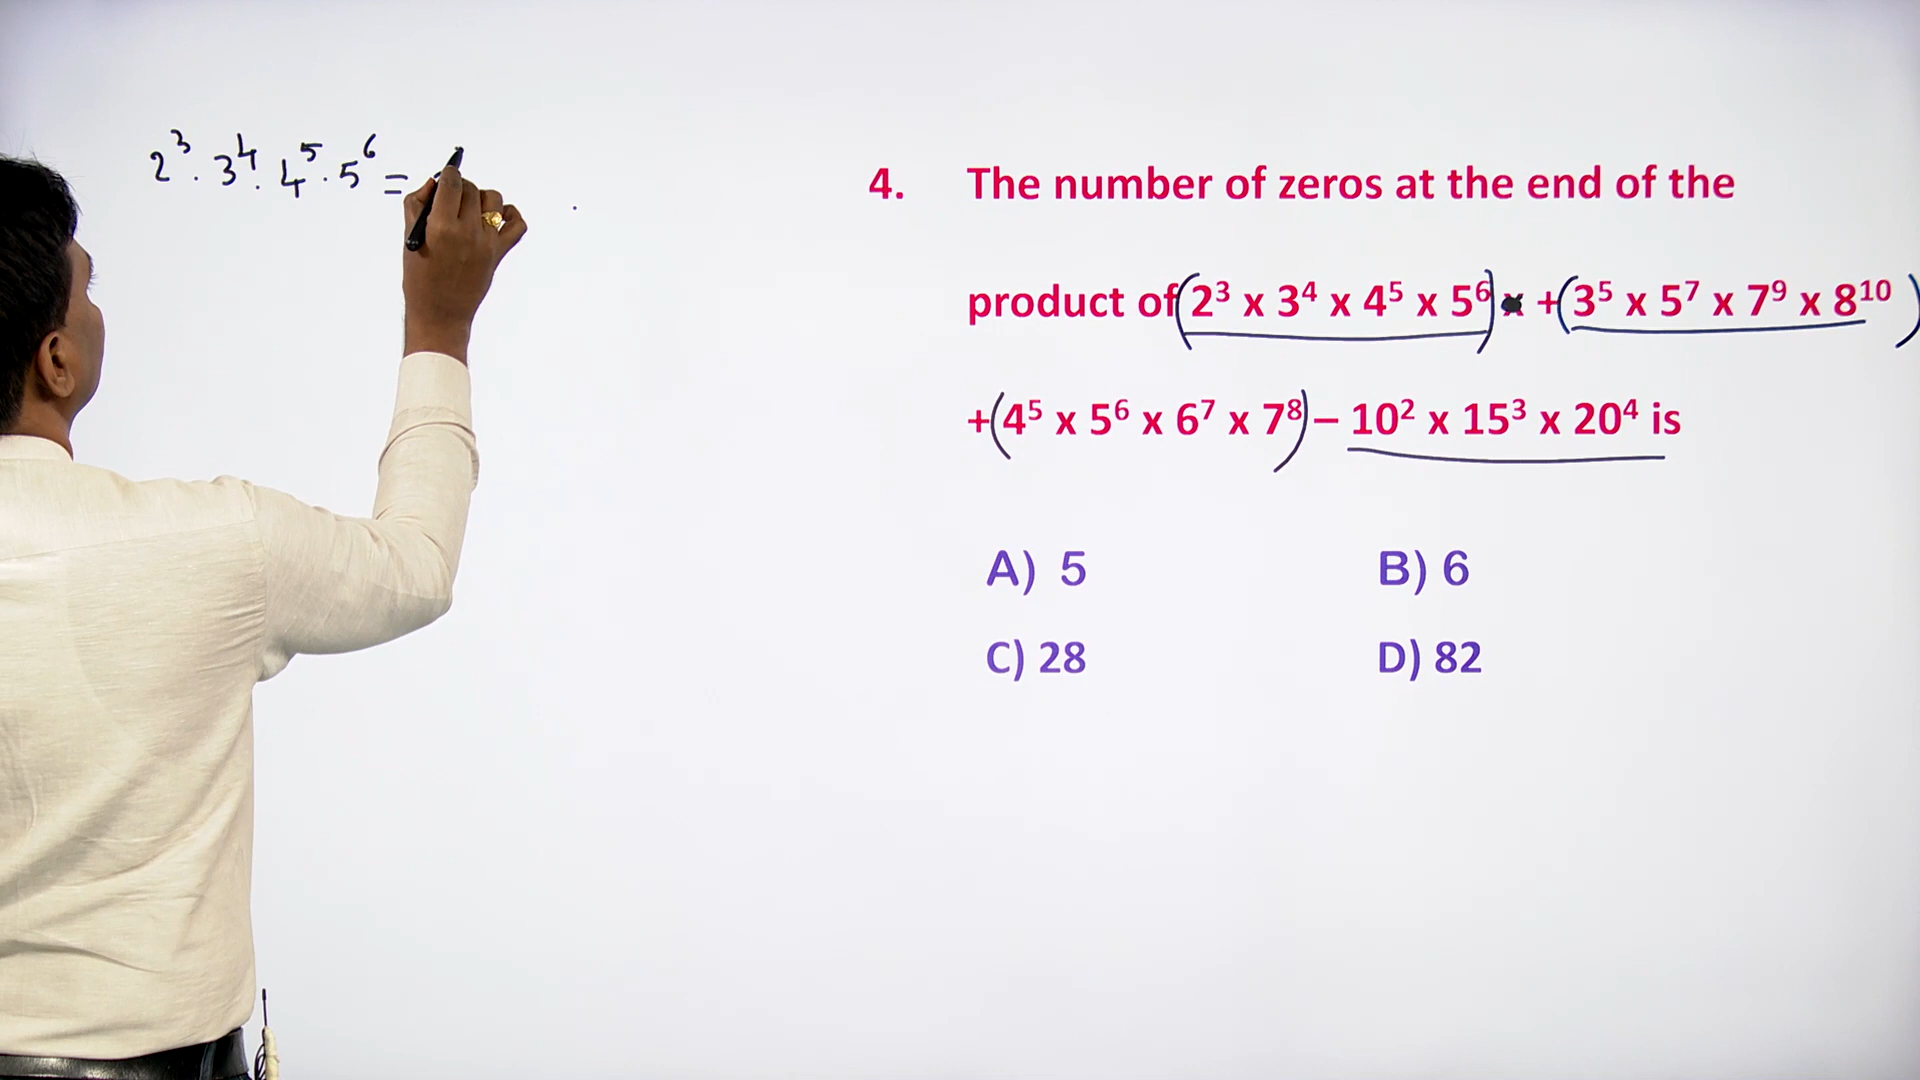 2³ . 3⁴ . 4⁵ . 5⁶ =
4. The number of zeros at the end of the
product of (2³ x 3⁴ x 4⁵ x 5⁶) x + (3⁵ x 5⁷ x 7⁹ x 8¹⁰)
+ (4⁵ x 5⁶ x 6⁷ x 7⁸) – 10² x 15³ x 20⁴ is
A) 5 B) 6
C) 28 D) 82